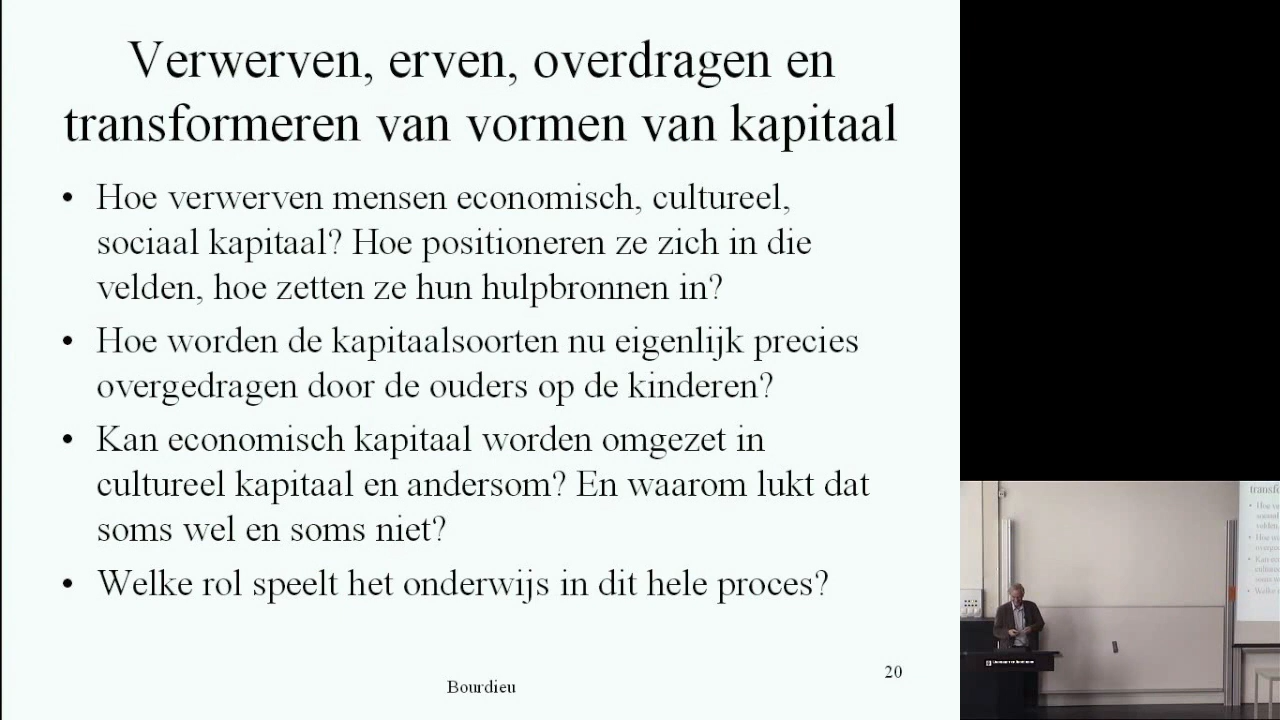 Verwerven, erven, overdragen en
transformeren van vormen van kapitaal
• Hoe verwerven mensen economisch, cultureel,
sociaal kapitaal? Hoe positioneren ze zich in die
velden, hoe zetten ze hun hulpbronnen in?
• Hoe worden de kapitaalsoorten nu eigenlijk precies
overgedragen door de ouders op de kinderen?
• Kan economisch kapitaal worden omgezet in
cultureel kapitaal en andersom? En waarom lukt dat
soms wel en soms niet?
• Welke rol speelt het onderwijs in dit hele proces?
Bourdieu
20